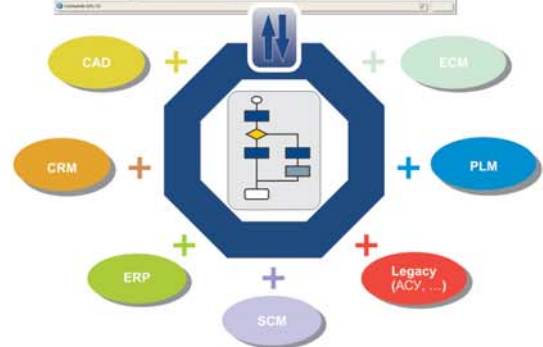 CAD
ECM
CRM
PLM
ERP
Legacy
(АСУ, ...)
SCM